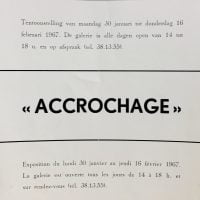 Tentoonstelling van maandag 30 januari tot donderdag 16
februari 1967. De galerie is alle dagen open van 14 tot
18 u. en op afspraak (tel. 38.13.55).
« ACCROCHAGE »
Exposition du lundi 30 janvier au jeudi 16 février 1967.
La galerie est ouverte tous les jours de 14 à 18 h. et
sur rendez-vous (tel. 38.13.55).